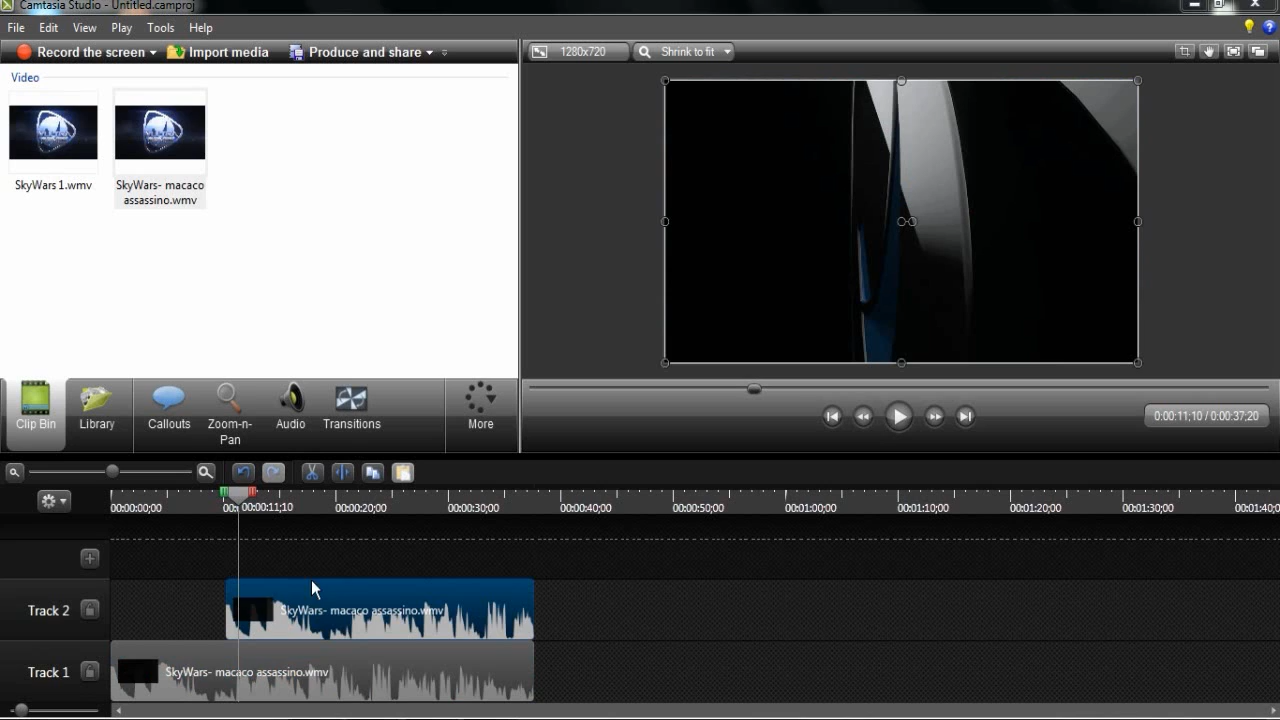 Camtasia Studio - Untitled.camproj
File Edit View Play Tools Help
Record the screen Import media Produce and share
1280x720 Shrink to fit
Video
SkyWars 1.wmv
SkyWars- macaco
assassino.wmv
Clip Bin Library Callouts Zoom-n-
Pan Audio Transitions More
0:00:11;10 / 0:00:37;20
00:00:00;00 00:00:11;10 00:00:20;00 00:00:30;00 00:00:40;00 00:00:50;00 00:01:00;00 00:01:10;00 00:01:20;00 00:01:30;00 00:01:40;0
Track 2 SkyWars- macaco assassino.wmv
Track 1 SkyWars- macaco assassino.wmv